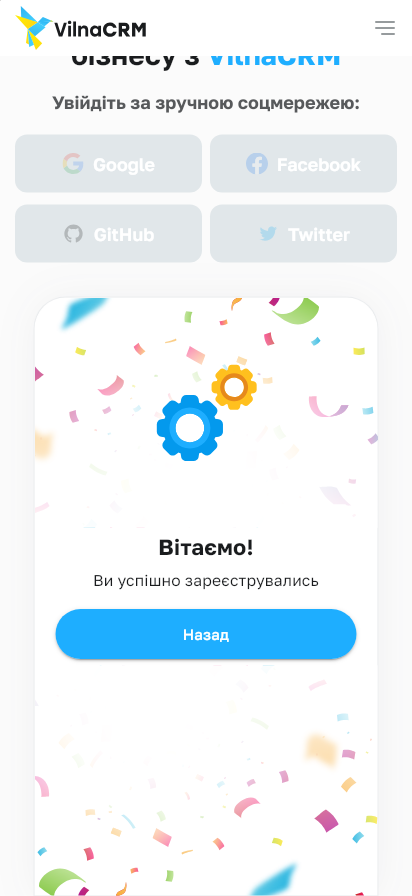 VilnaCRM
бізнесу з VilnaCRM
Увійдіть за зручною соцмережею:
Google
Facebook
GitHub
Twitter
Вітаємо!
Ви успішно зареєструвались
Назад